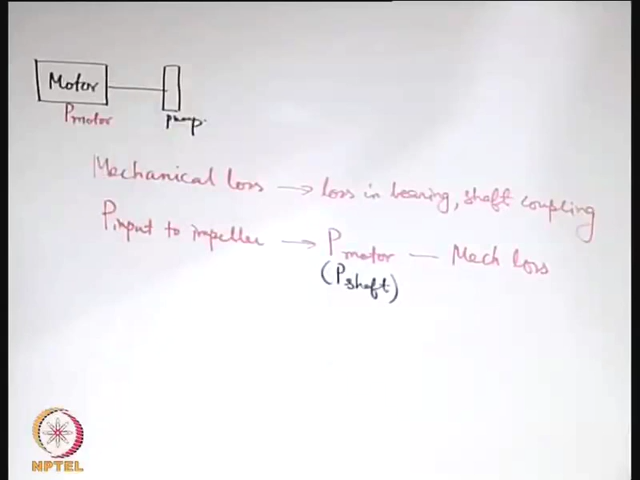 Motor
Pmotor
pump.
Mechanical loss → loss in bearing, shaft coupling
Pinput to impeller → Pmotor — Mech loss
(Pshaft)
NPTEL